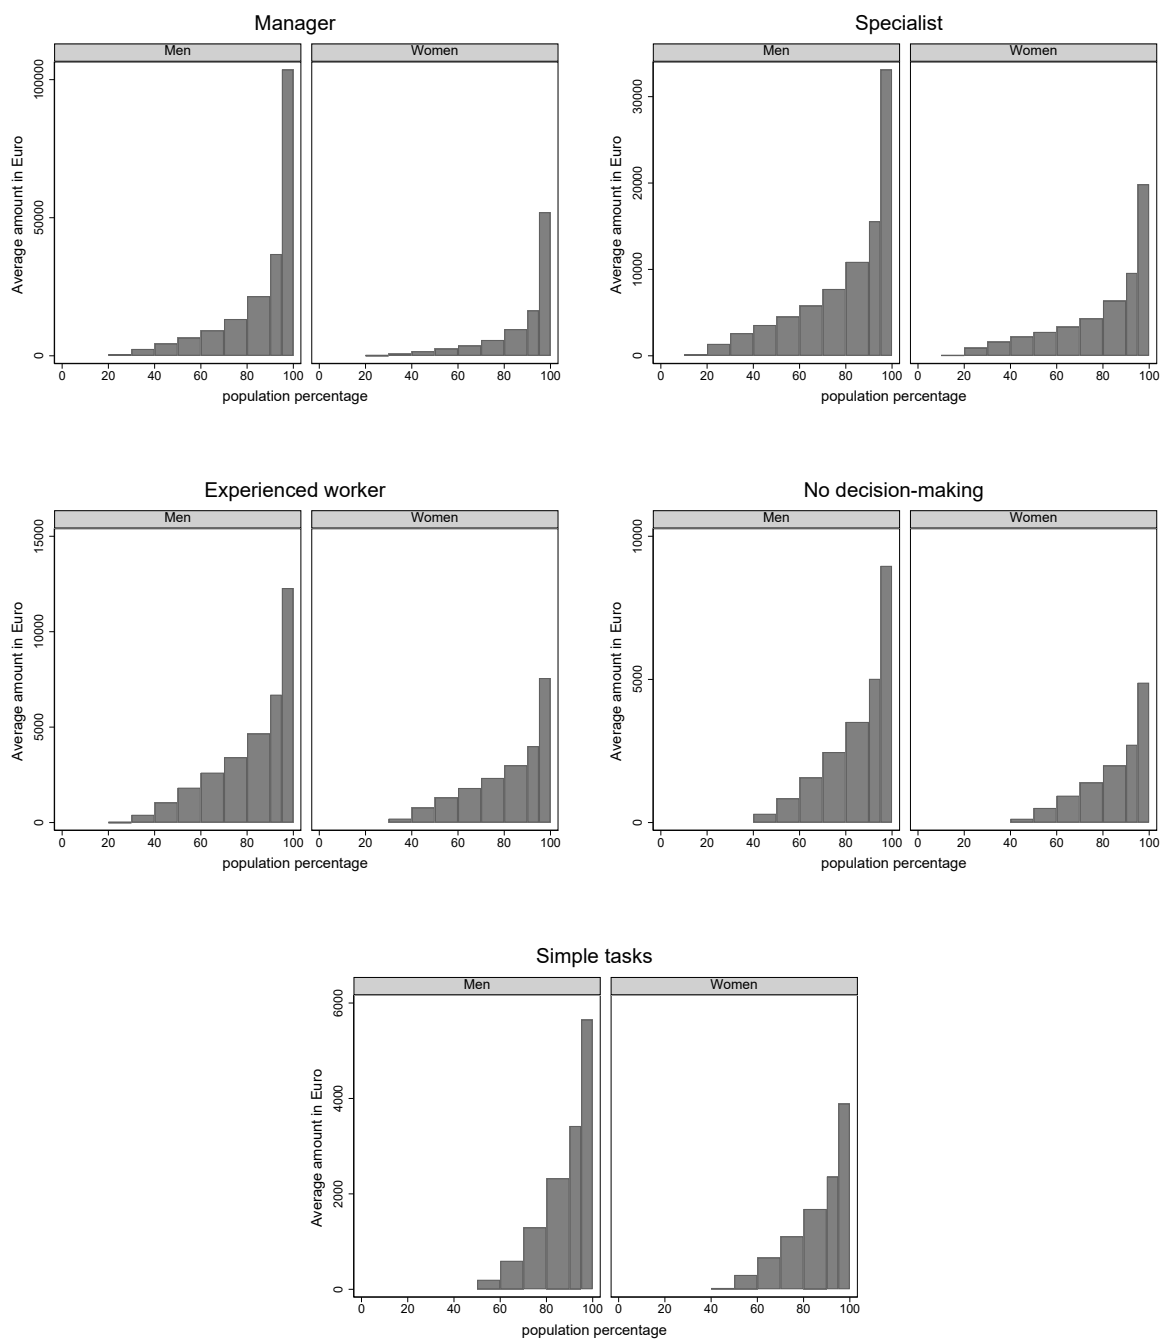 Manager
Men
Women
Average amount in Euro
100000
50000
0
0 20 40 60 80 100
0 20 40 60 80 100
population percentage
Specialist
Men
Women
Average amount in Euro
30000
20000
10000
0
0 20 40 60 80 100
0 20 40 60 80 100
population percentage
Experienced worker
Men
Women
Average amount in Euro
15000
10000
5000
0
0 20 40 60 80 100
0 20 40 60 80 100
population percentage
No decision-making
Men
Women
Average amount in Euro
10000
5000
0
0 20 40 60 80 100
0 20 40 60 80 100
population percentage
Simple tasks
Men
Women
Average amount in Euro
6000
4000
2000
0
0 20 40 60 80 100
0 20 40 60 80 100
population percentage